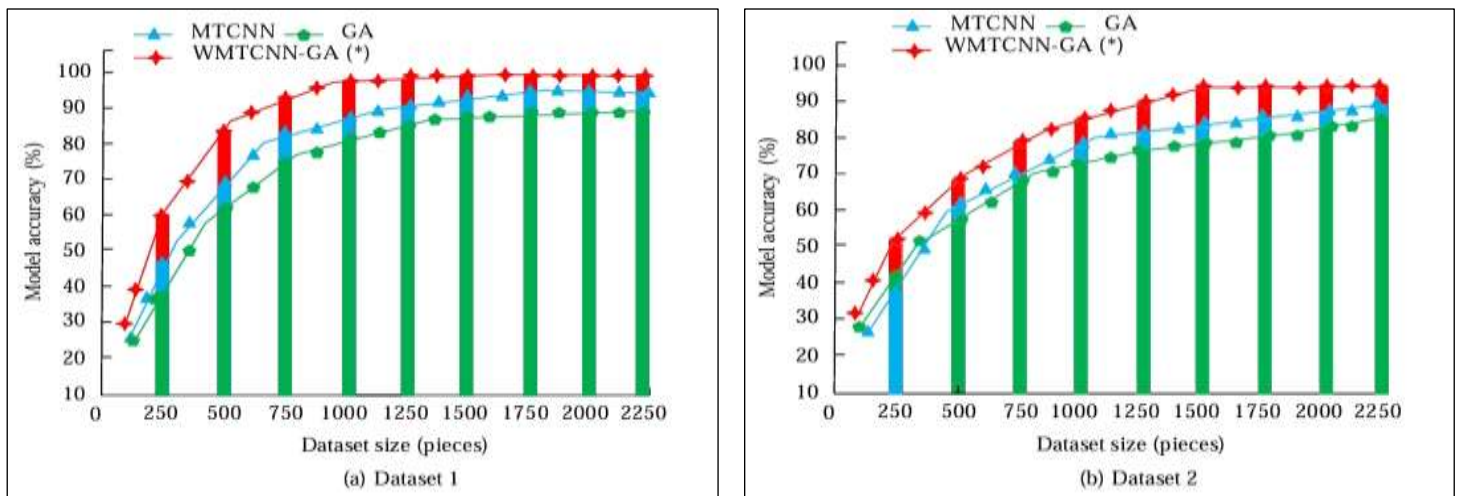 MTCNN GA
WMTCNN-GA (*)
Model accuracy (%)
100
90
80
70
60
50
40
30
20
10
0 250 500 750 1000 1250 1500 1750 2000 2250
Dataset size (pieces)
(a) Dataset 1
MTCNN GA
WMTCNN-GA (*)
Model accuracy (%)
100
90
80
70
60
50
40
30
20
10
0 250 500 750 1000 1250 1500 1750 2000 2250
Dataset size (pieces)
(b) Dataset 2